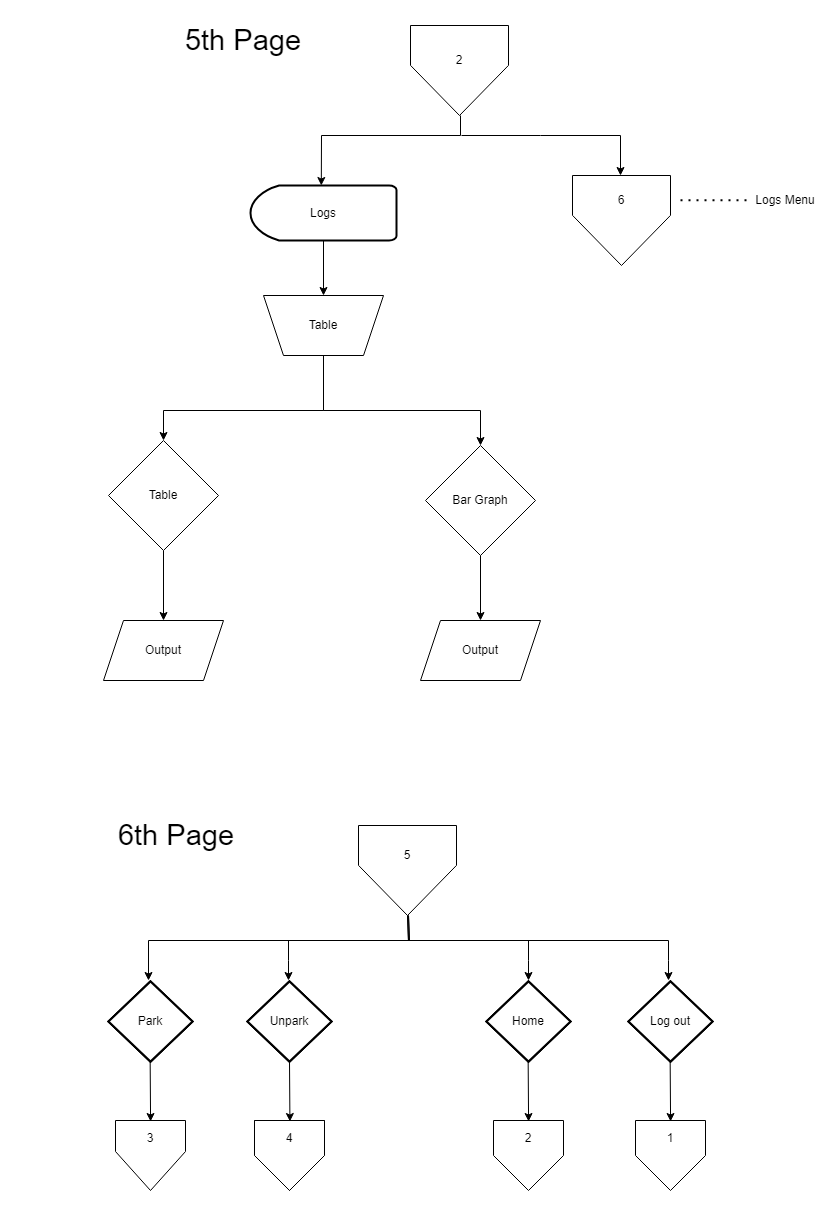 5th Page
2
Logs
6
Logs Menu
Table
Table
Bar Graph
Output
Output
6th Page
5
Park
Unpark
Home
Log out
3
4
2
1